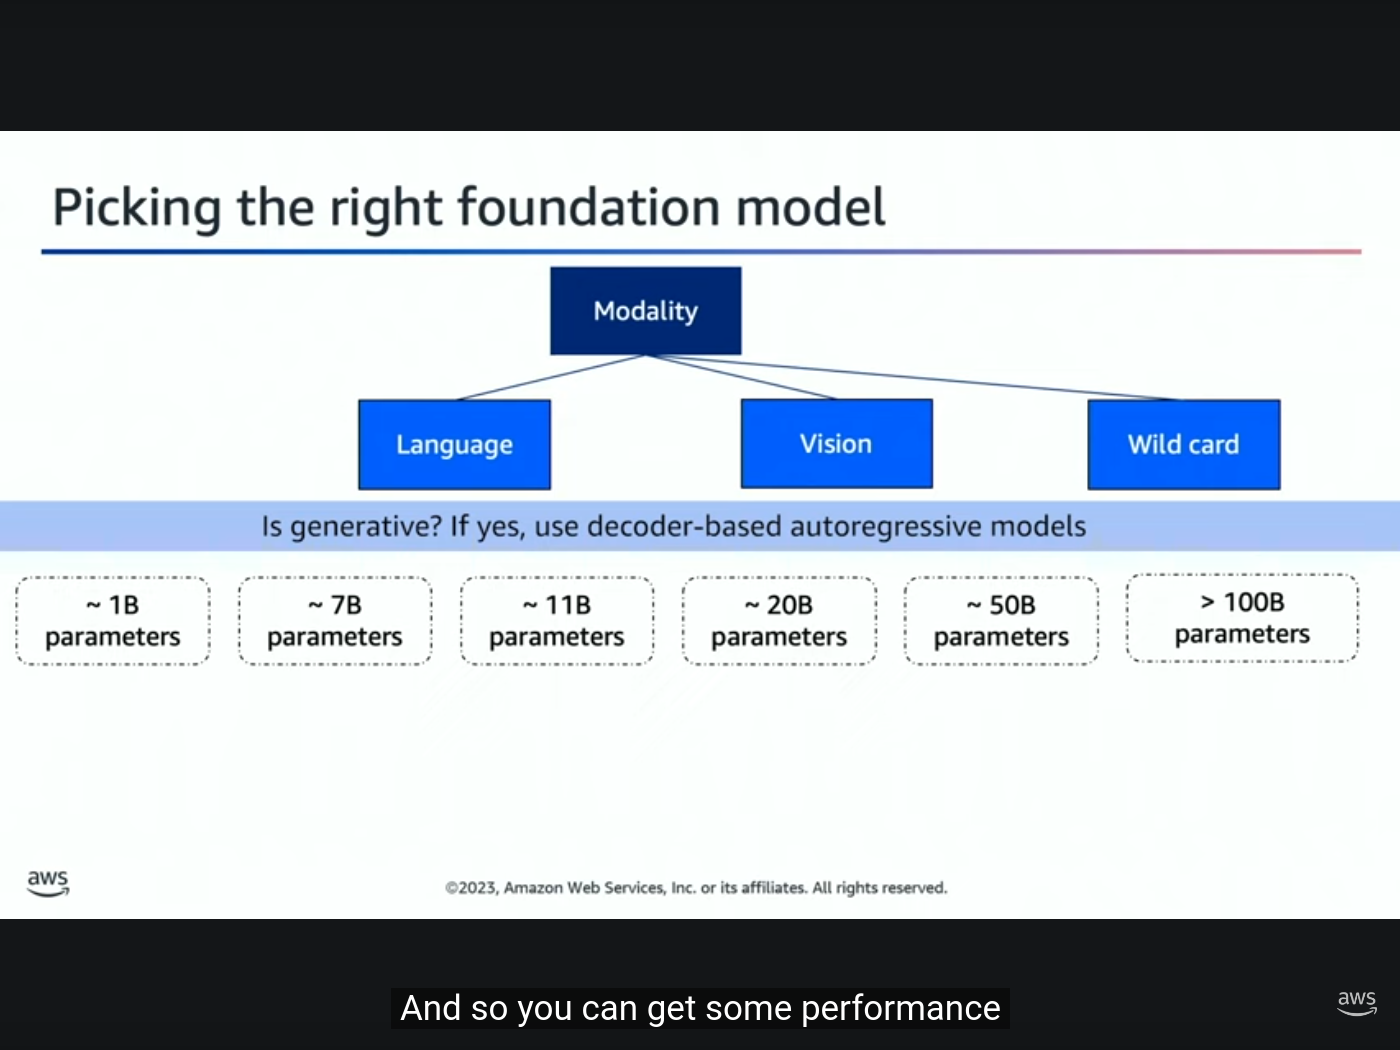 Picking the right foundation model
Modality
Language
Vision
Wild card
Is generative? If yes, use decoder-based autoregressive models
~ 1B
parameters
~ 7B
parameters
~ 11B
parameters
~ 20B
parameters
~ 50B
parameters
> 100B
parameters
aws
©2023, Amazon Web Services, Inc. or its affiliates. All rights reserved.
And so you can get some performance
aws